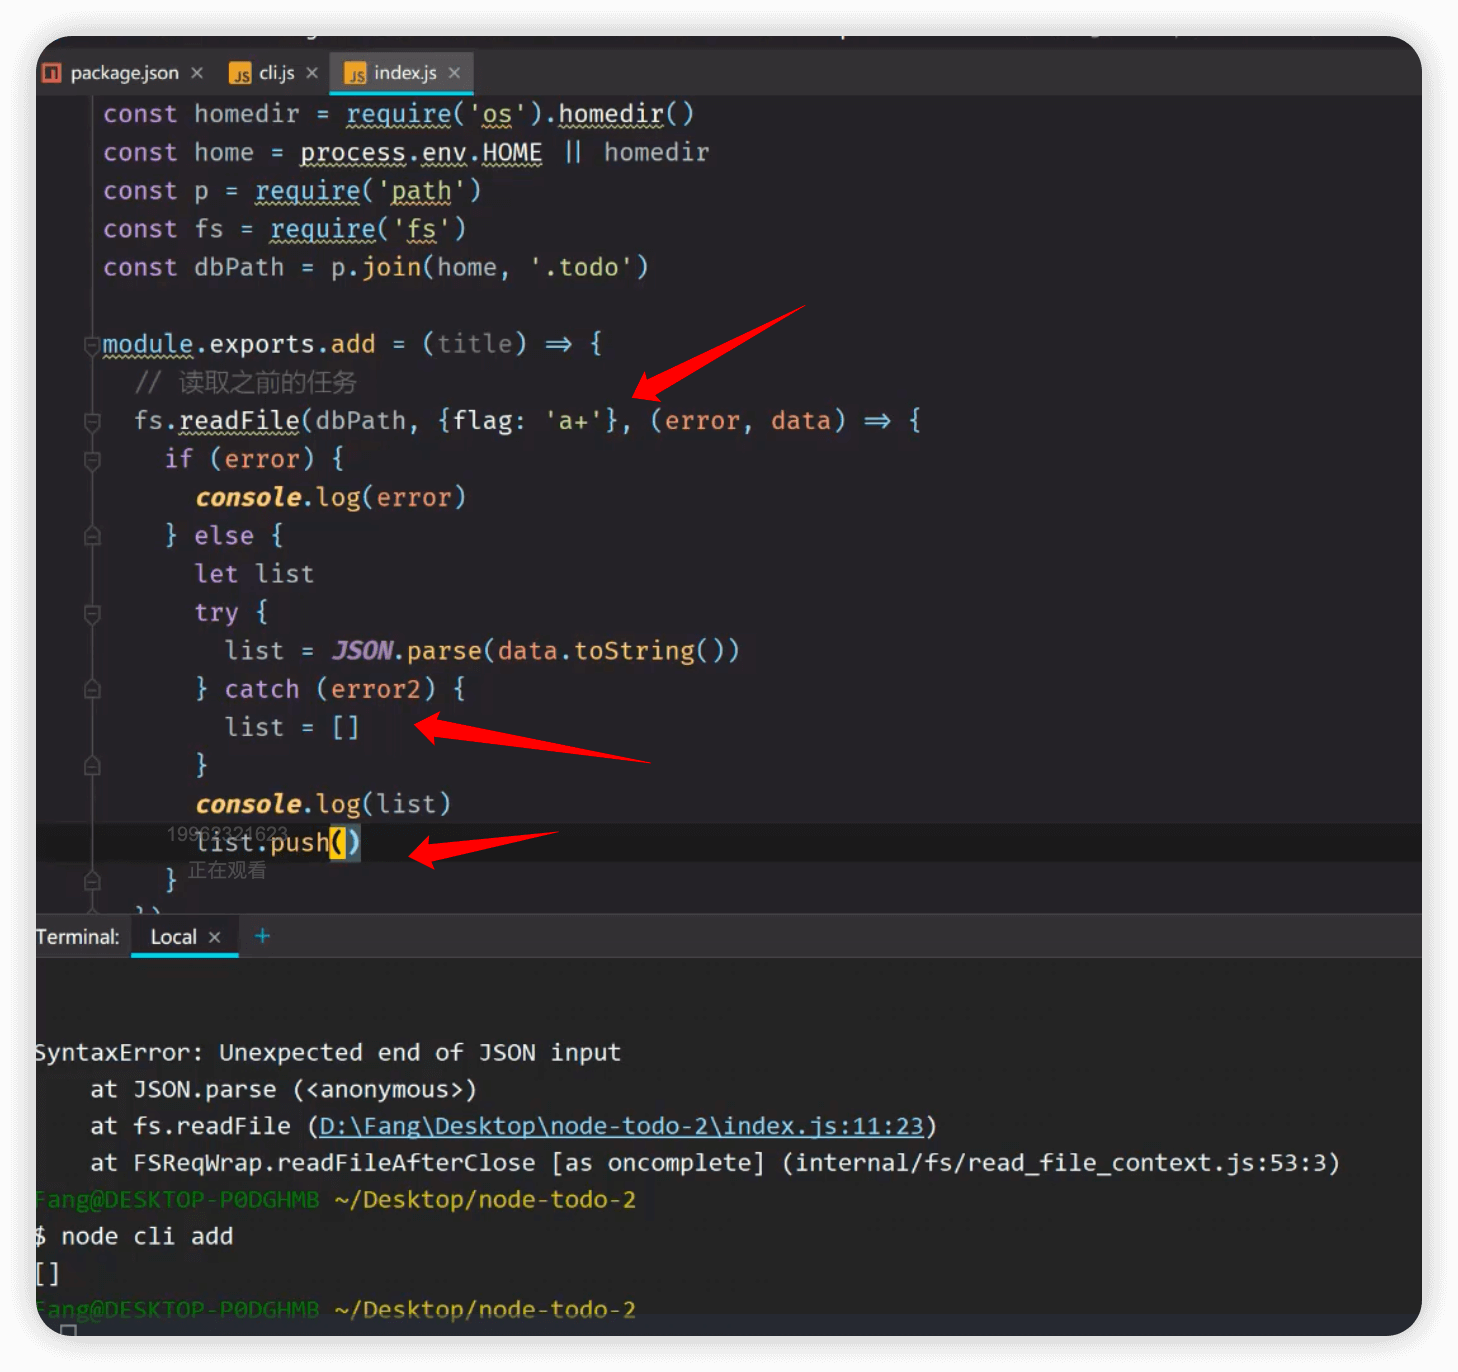 package.json × cli.js × index.js ×
const homedir = require('os').homedir()
const home = process.env.HOME || homedir
const p = require('path')
const fs = require('fs')
const dbPath = p.join(home, '.todo')
module.exports.add = (title) => {
// 读取之前的任务
fs.readFile(dbPath, {flag: 'a+'}, (error, data) => {
if (error) {
console.log(error)
} else {
let list
try {
list = JSON.parse(data.toString())
} catch (error2) {
list = []
}
console.log(list)
19962321623
list.push()
正在观看
}
Terminal: Local × +
SyntaxError: Unexpected end of JSON input
at JSON.parse (<anonymous>)
at fs.readFile (D:\Fang\Desktop\node-todo-2\index.js:11:23)
at FSReqWrap.readFileAfterClose [as oncomplete] (internal/fs/read_file_context.js:53:3)
Fang@DESKTOP-P0DGHMB ~/Desktop/node-todo-2
$ node cli add
[]
Fang@DESKTOP-P0DGHMB ~/Desktop/node-todo-2